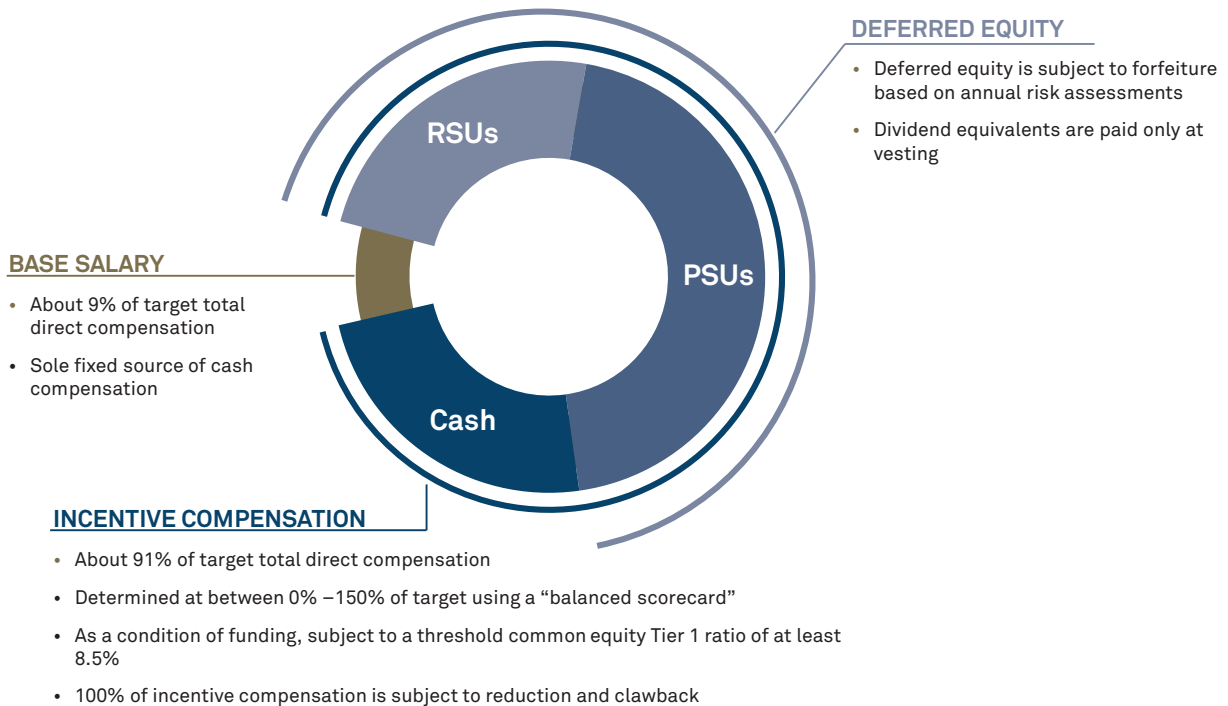 DEFERRED EQUITY
• Deferred equity is subject to forfeiture
based on annual risk assessments
• Dividend equivalents are paid only at
vesting
RSUs
PSUs
Cash
BASE SALARY
• About 9% of target total
direct compensation
• Sole fixed source of cash
compensation
INCENTIVE COMPENSATION
• About 91% of target total direct compensation
• Determined at between 0% –150% of target using a “balanced scorecard”
• As a condition of funding, subject to a threshold common equity Tier 1 ratio of at least
8.5%
• 100% of incentive compensation is subject to reduction and clawback